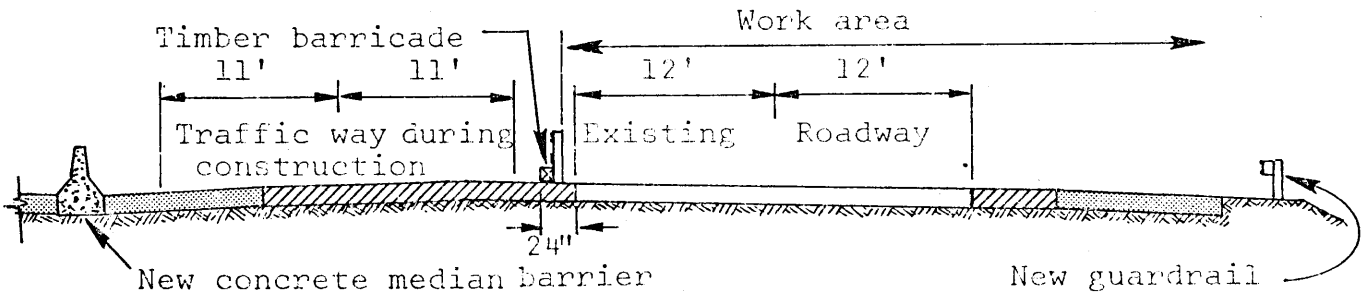 Work area
Timber barricade
11' 11' 12' 12'
Traffic way during Existing Roadway
construction
24"
New concrete median barrier New guardrail